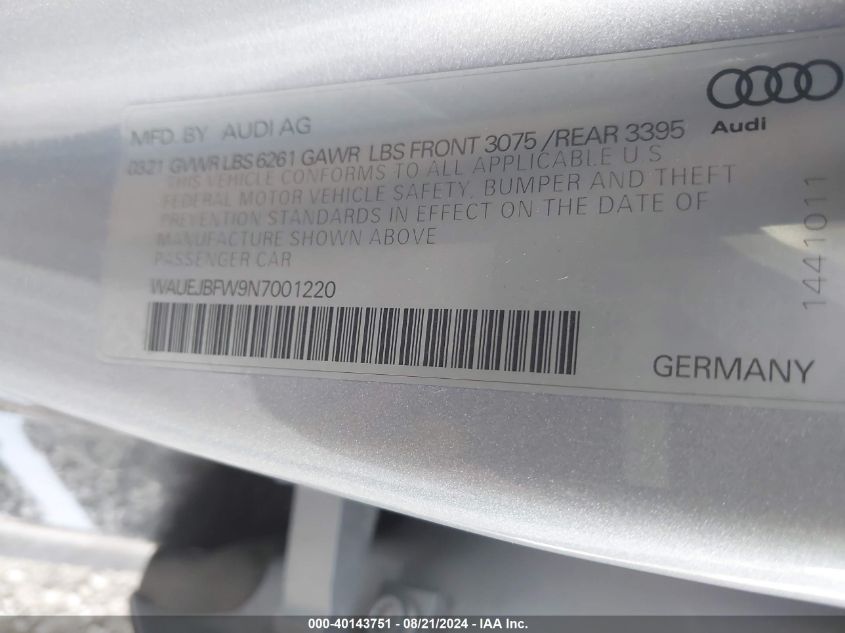 MFD. BY AUDI AG
0321 GVWR LBS 6261 GAWR LBS FRONT 3075 /REAR 3395
THIS VEHICLE CONFORMS TO ALL APPLICABLE U S
FEDERAL MOTOR VEHICLE SAFETY, BUMPER AND THEFT
PREVENTION STANDARDS IN EFFECT ON THE DATE OF
MANUFACTURE SHOWN ABOVE
PASSENGER CAR
WAUEJBFW9N7001220
Audi
1441011
GERMANY
000-40143751 - 08/21/2024 - IAA Inc.